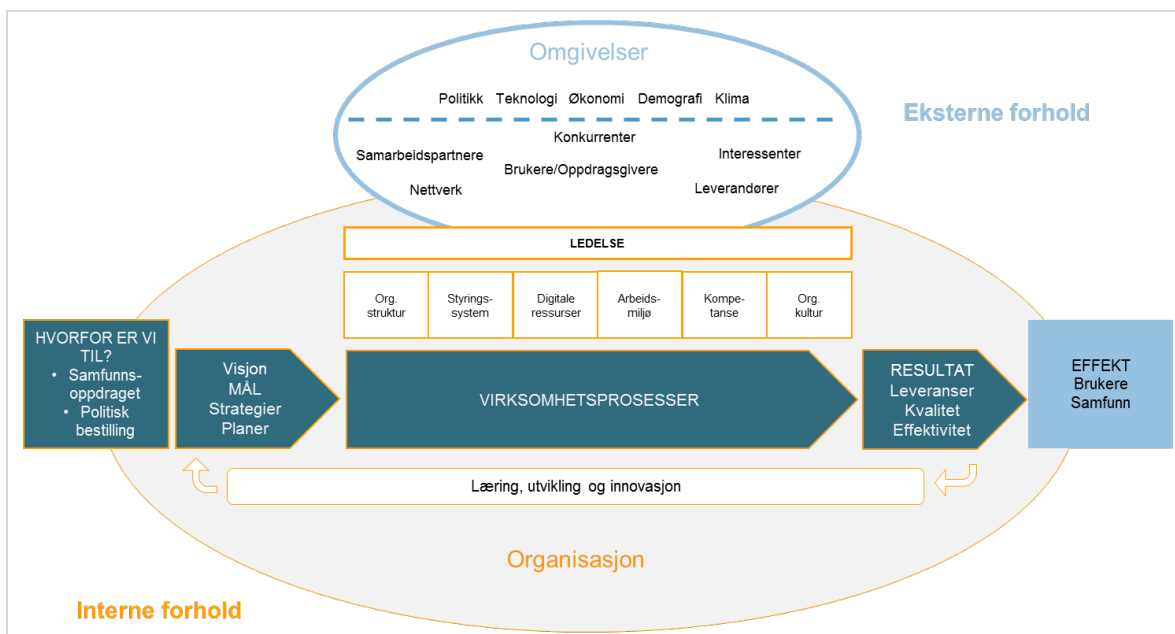 Omgivelser
Politikk Teknologi Økonomi Demografi Klima
Eksterne forhold
Konkurrenter
Samarbeidspartnere
Interessenter
Brukere/Oppdragsgivere
Nettverk
Leverandører
LEDELSE
Org.
struktur
Styrings-
system
Digitale
ressurser
Arbeids-
miljø
Kompe-
tanse
Org.
kultur
HVORFOR ER VI
TIL?
• Samfunns-
oppdraget
• Politisk
bestilling
Visjon
MÅL
Strategier
Planer
VIRKSOMHETSPROSESSER
RESULTAT
Leveranser
Kvalitet
Effektivitet
EFFEKT
Brukere
Samfunn
Læring, utvikling og innovasjon
Organisasjon
Interne forhold